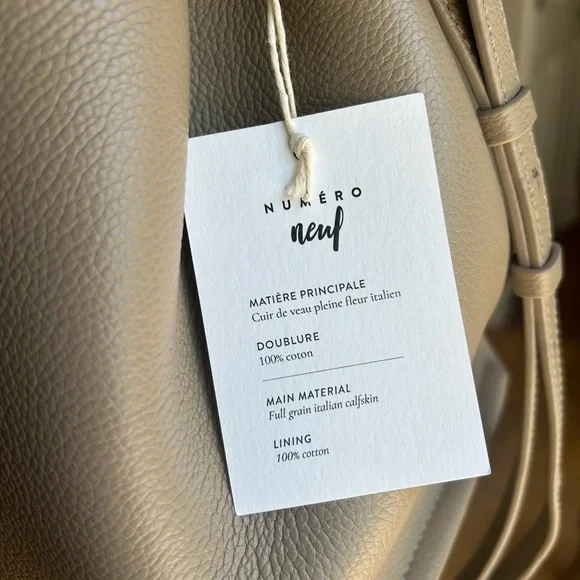 NUMÉRO
neuf
MATIÈRE PRINCIPALE
Cuir de veau pleine fleur italien
DOUBLURE
100% coton
MAIN MATERIAL
Full grain italian calfskin
LINING
100% cotton